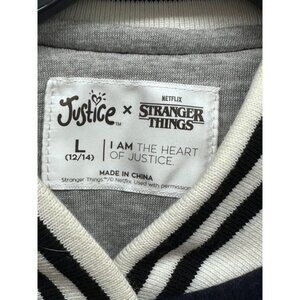 NETFLIX
Justice™ × STRANGER THINGS
L (12/14) I AM THE HEART OF JUSTICE.
MADE IN CHINA
Stranger Things™/© Netflix. Used with permission.